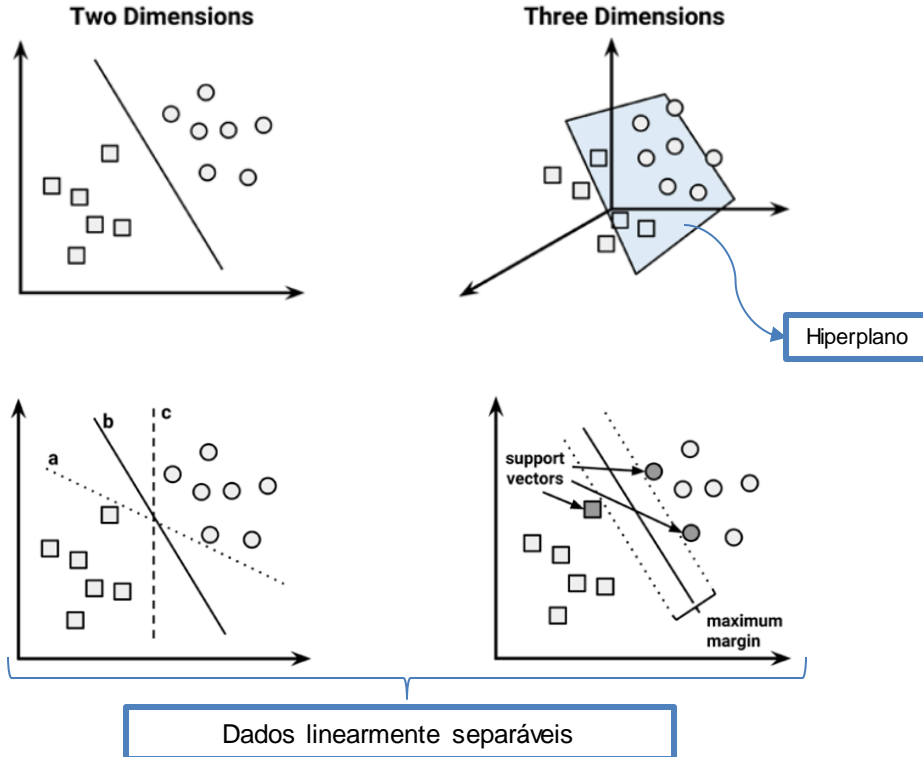 Two Dimensions
Three Dimensions
Hiperplano
a
b
c
support
vectors
maximum
margin
Dados linearmente separáveis